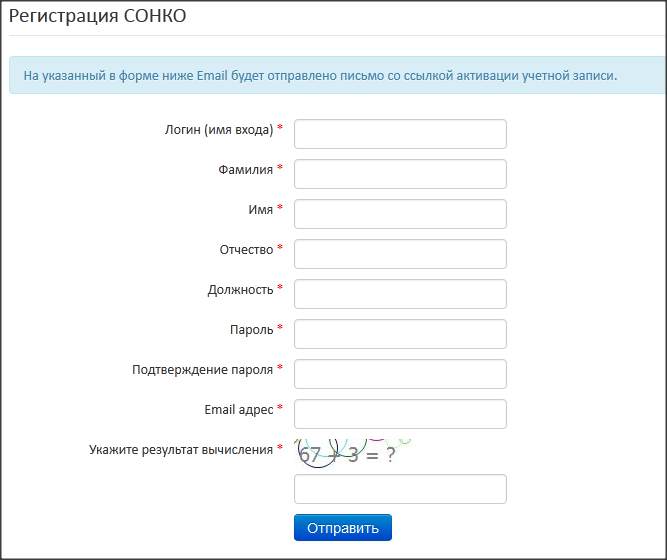 Регистрация СОНКО
На указанный в форме ниже Email будет отправлено письмо со ссылкой активации учетной записи.
Логин (имя входа) *
Фамилия *
Имя *
Отчество *
Должность *
Пароль *
Подтверждение пароля *
Email адрес *
Укажите результат вычисления *
67 + 3 = ?
Отправить